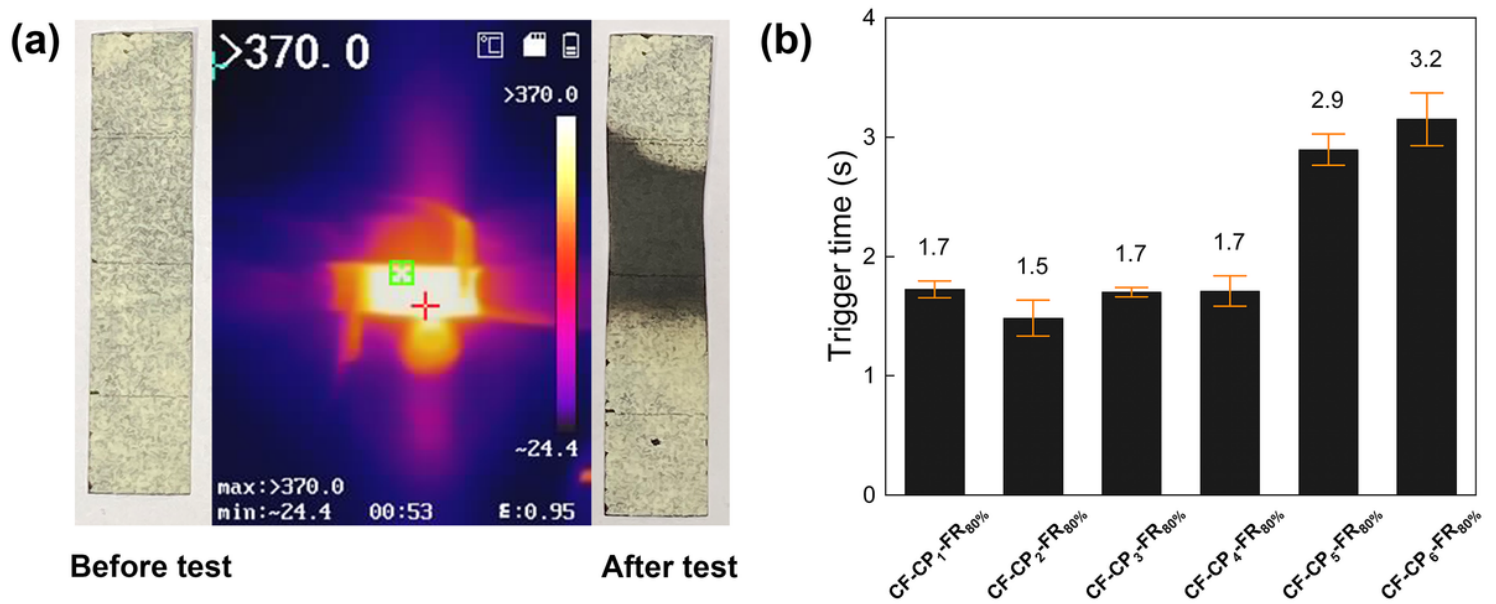 (a)
>370.0
°C
>370.0
~24.4
max:>370.0
min:~24.4 00:53 E:0.95
Before test
After test
(b)
Trigger time (s)
4
3
2
1
0
1.7
1.5
1.7
1.7
2.9
3.2
CF-CP₁-FR₈₀%
CF-CP₂-FR₈₀%
CF-CP₃-FR₈₀%
CF-CP₄-FR₈₀%
CF-CP₅-FR₈₀%
CF-CP₆-FR₈₀%